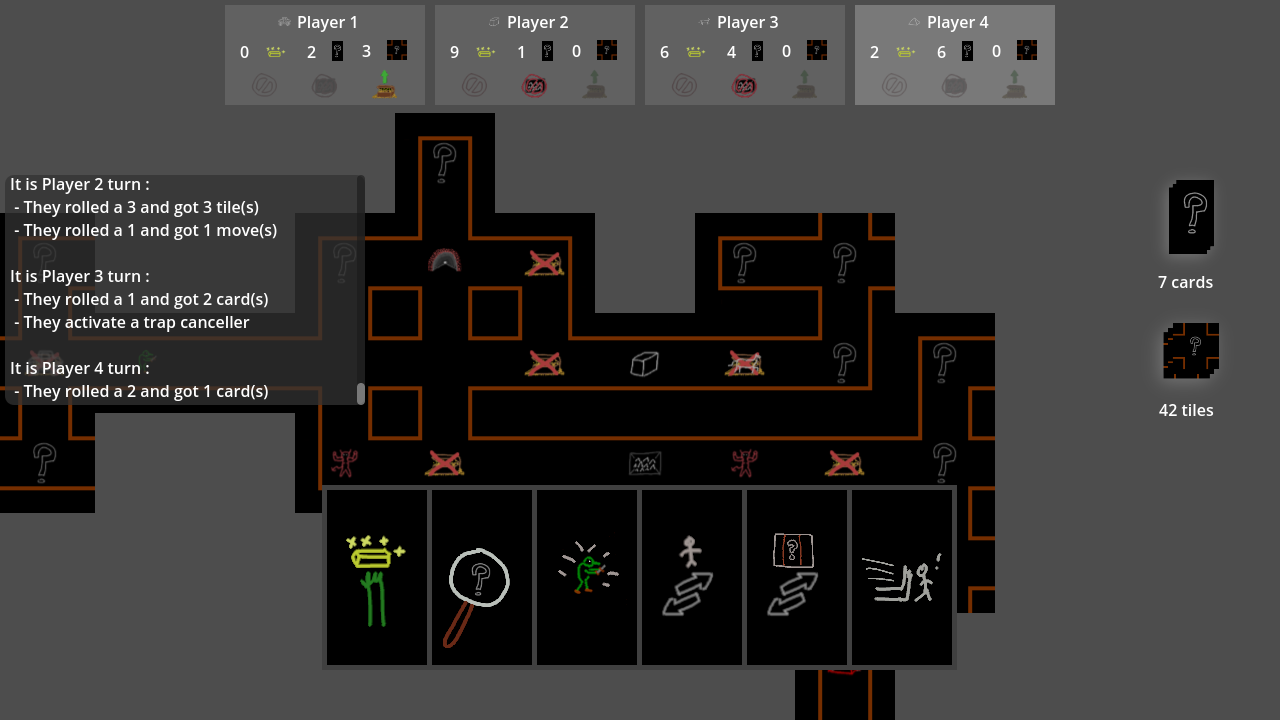 Player 1
0 2 3
Player 2
9 1 0
Player 3
6 4 0
Player 4
2 6 0
It is Player 2 turn :
- They rolled a 3 and got 3 tile(s)
- They rolled a 1 and got 1 move(s)
It is Player 3 turn :
- They rolled a 1 and got 2 card(s)
- They activate a trap canceller
It is Player 4 turn :
- They rolled a 2 and got 1 card(s)
7 cards
42 tiles